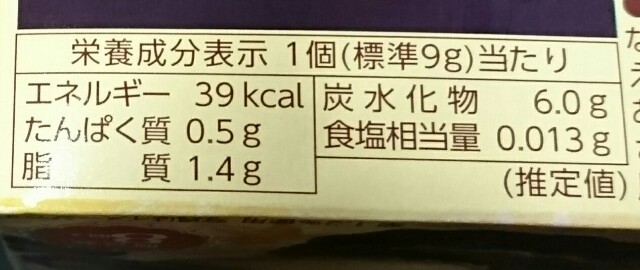 栄養成分表示 1個(標準9g)当たり
エネルギー 39kcal
たんぱく質 0.5g
脂質 1.4g
炭水化物 6.0g
食塩相当量 0.013g
(推定値)